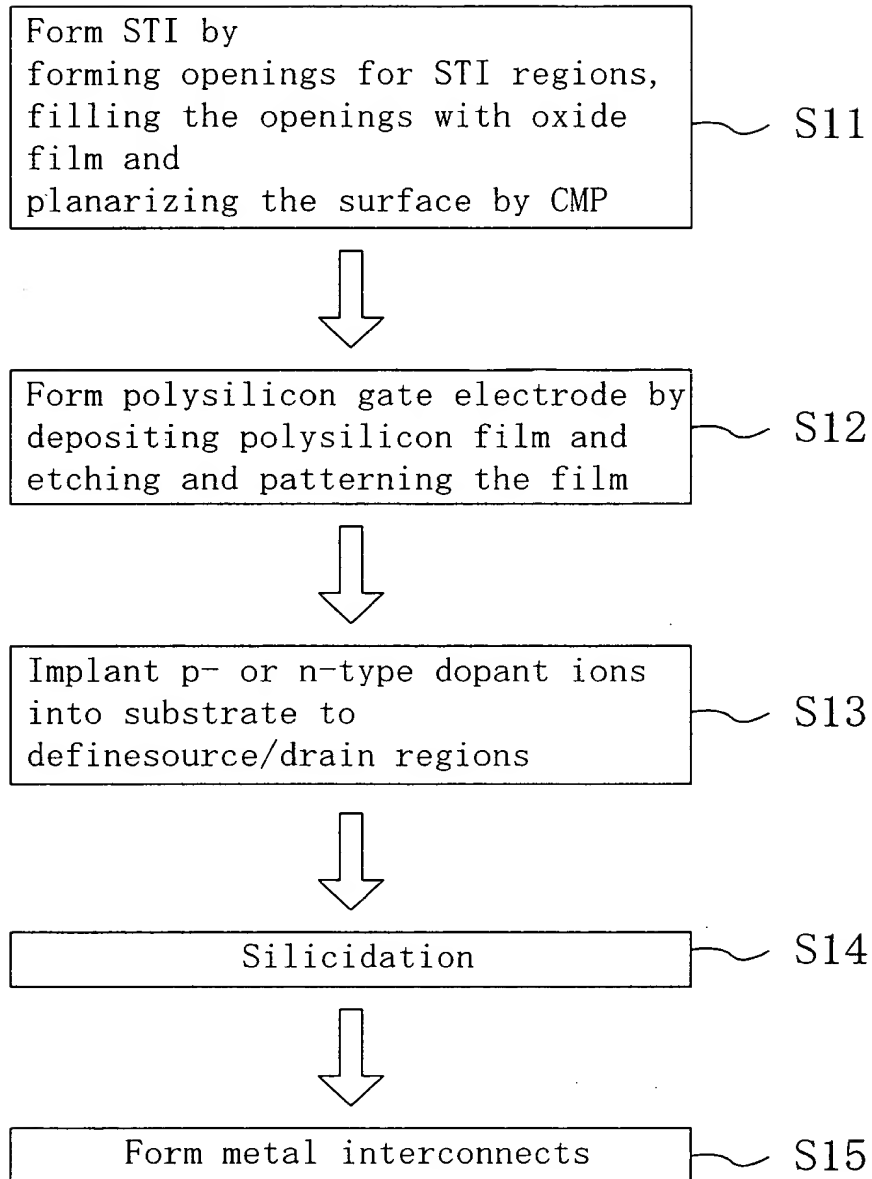 Form STI by
forming openings for STI regions,
filling the openings with oxide
film and
planarizing the surface by CMP
S11
Form polysilicon gate electrode by
depositing polysilicon film and
etching and patterning the film
S12
Implant p- or n-type dopant ions
into substrate to
definesource/drain regions
S13
Silicidation
S14
Form metal interconnects
S15